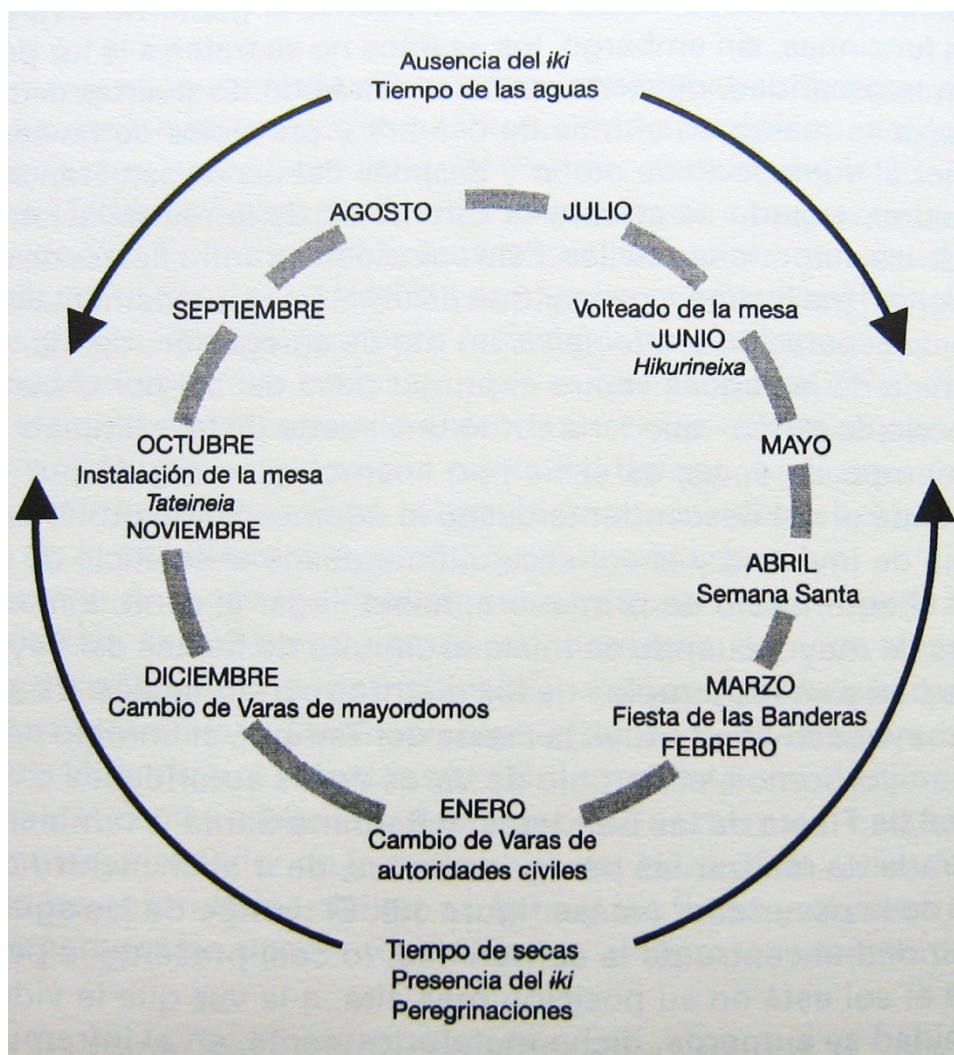 Ausencia del iki
Tiempo de las aguas
AGOSTO
JULIO
SEPTIEMBRE
Volteado de la mesa
JUNIO
Hikurineixa
OCTUBRE
Instalación de la mesa
Tateineia
NOVIEMBRE
MAYO
ABRIL
Semana Santa
DICIEMBRE
Cambio de Varas de mayordomos
MARZO
Fiesta de las Banderas
FEBRERO
ENERO
Cambio de Varas de
autoridades civiles
Tiempo de secas
Presencia del iki
Peregrinaciones